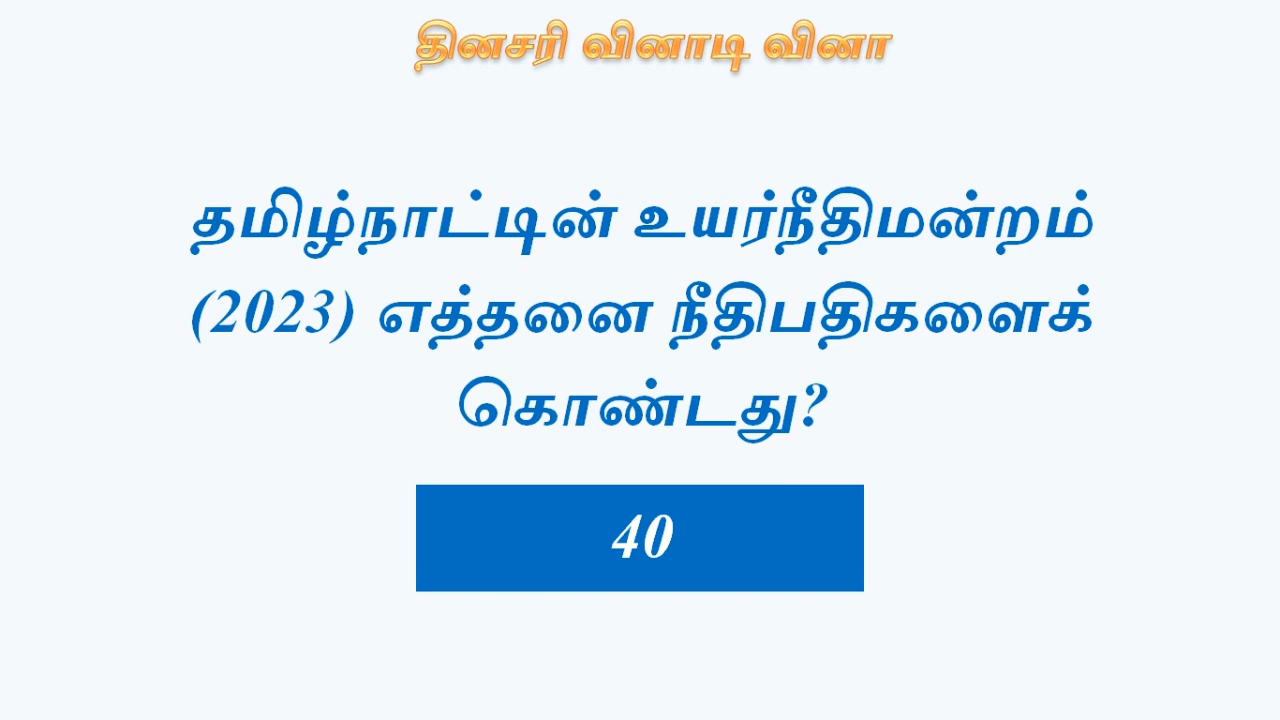 தினசரி வினாடி வினா
தமிழ்நாட்டின் உயர்நீதிமன்றம்
(2023) எத்தனை நீதிபதிகளைக்
கொண்டது?
40